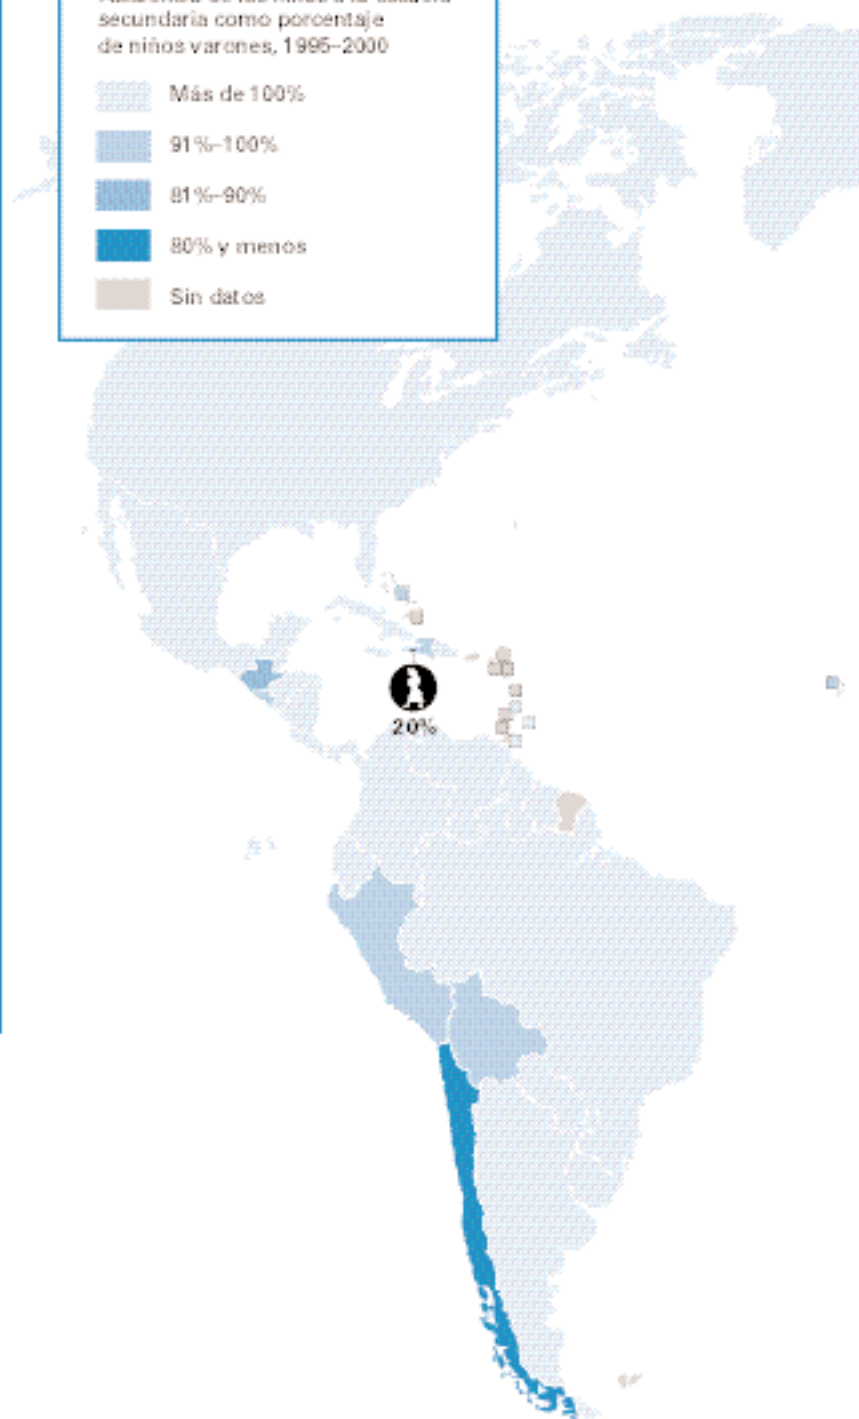 secundaria como porcentaje
de niños varones, 1995–2000
Más de 100%
91%–100%
81%–90%
80% y menos
Sin datos
20%